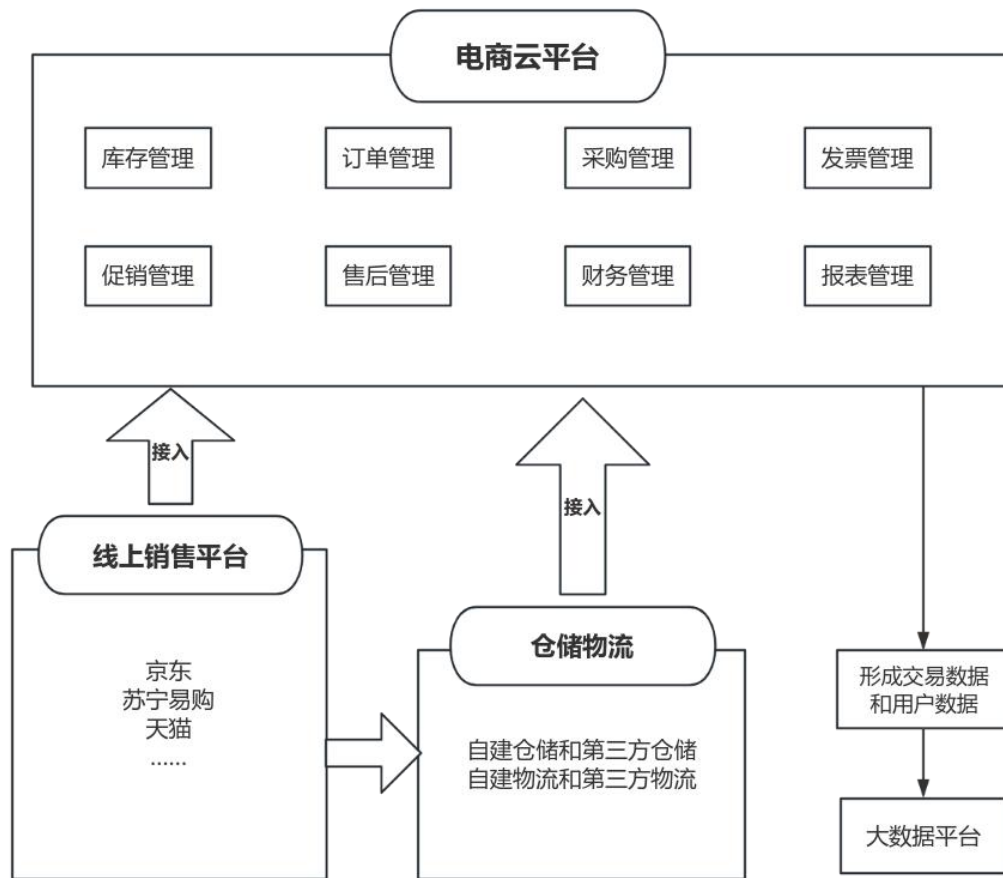 电商云平台
库存管理
订单管理
采购管理
发票管理
促销管理
售后管理
财务管理
报表管理
接入
接入
线上销售平台
京东
苏宁易购
天猫
......
仓储物流
自建仓储和第三方仓储
自建物流和第三方物流
形成交易数据
和用户数据
大数据平台